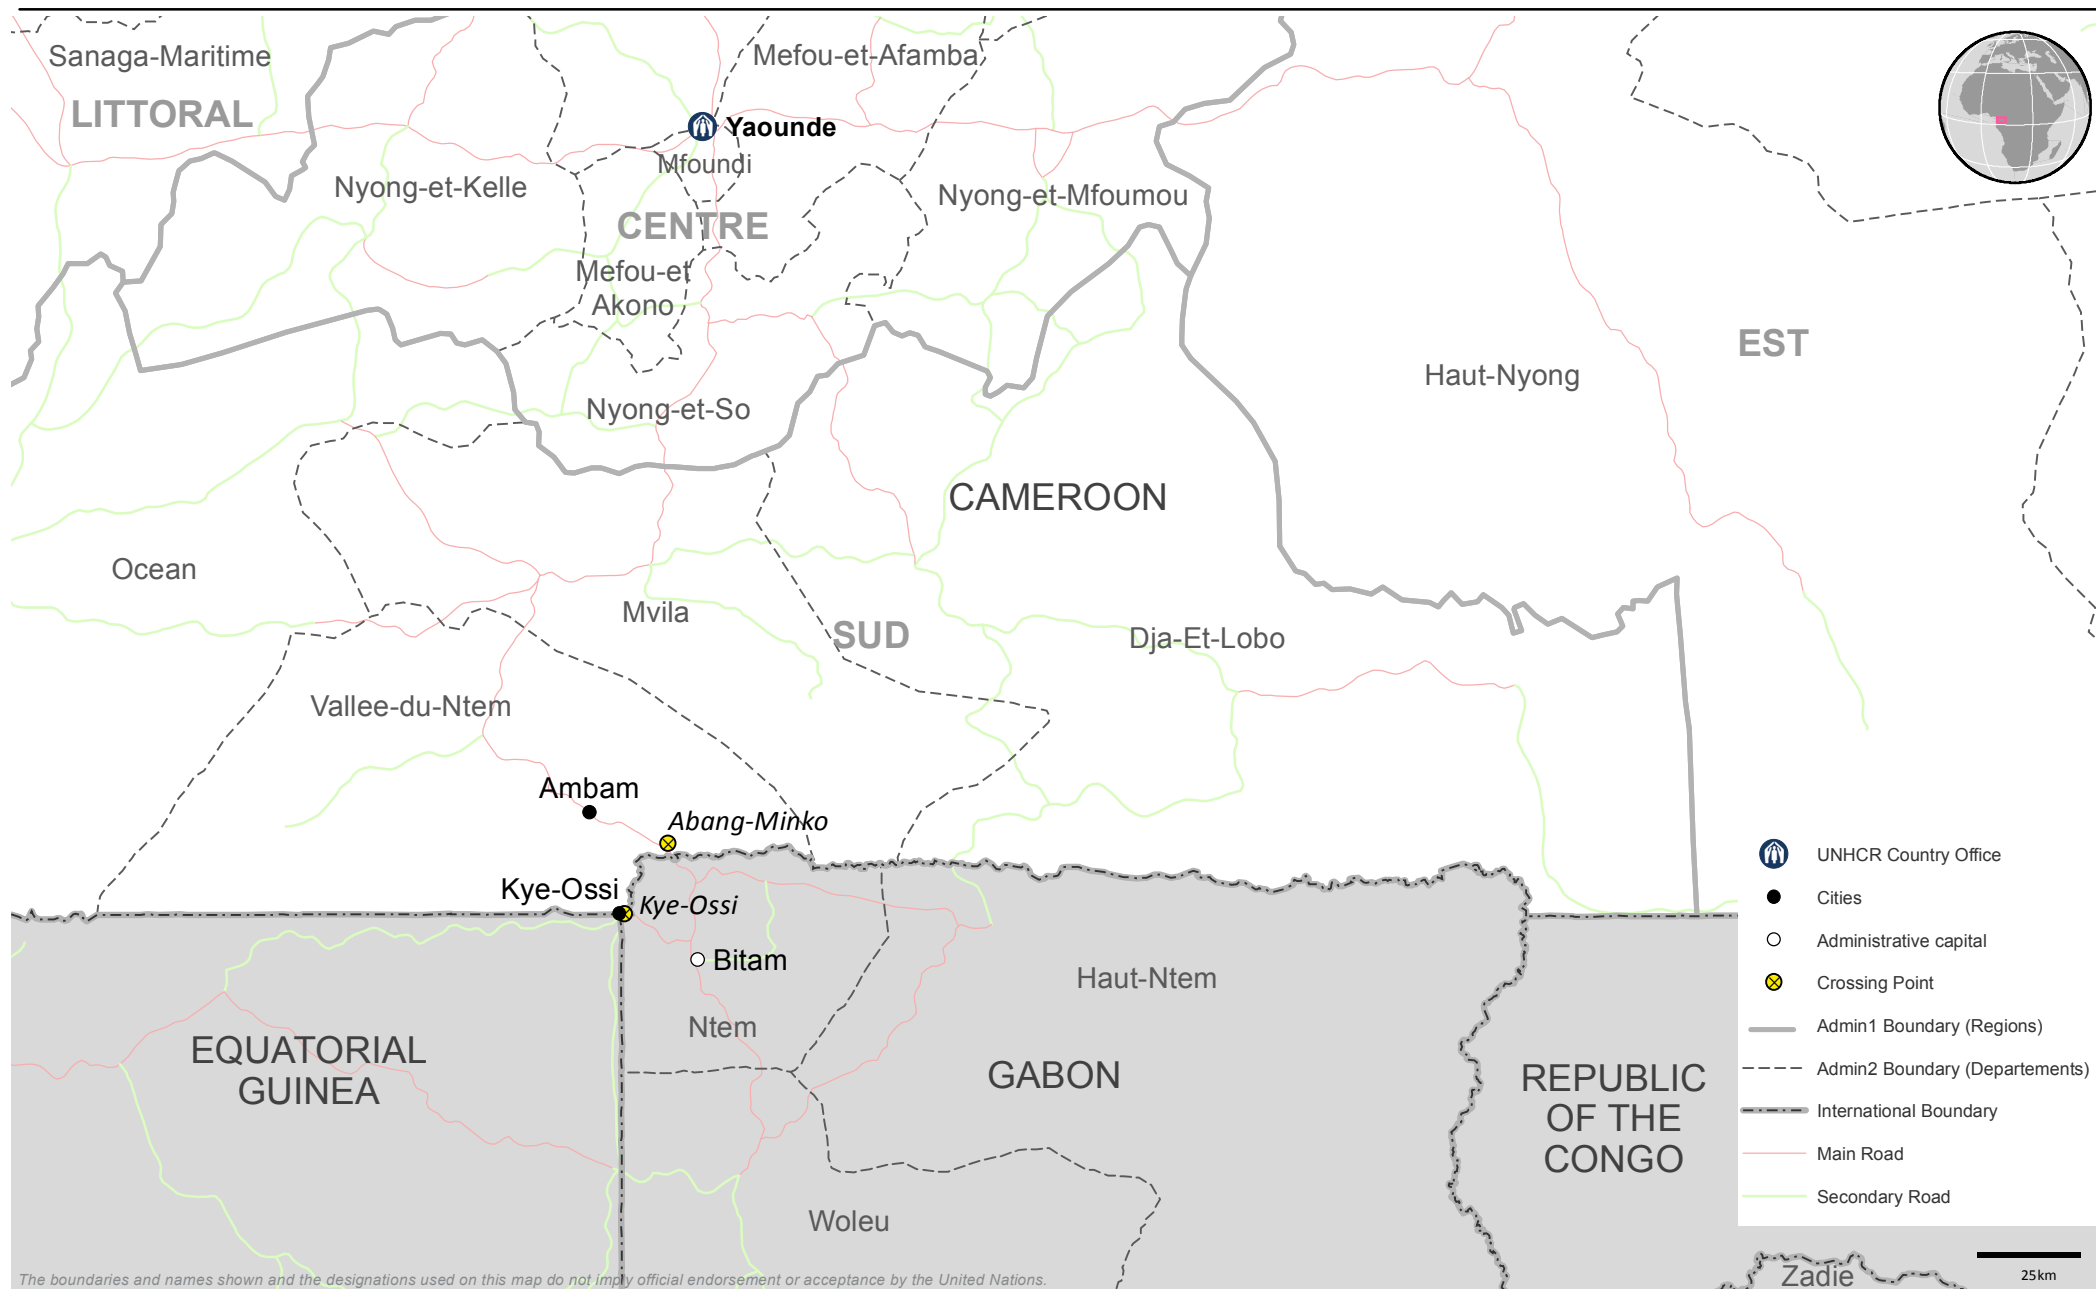 Sanaga-Maritime
Mefou-et-Afamba
LITTORAL
Yaounde
Mfoundi
Nyong-et-Kelle
Nyong-et-Mfoumou
CENTRE
Mefou-et
Akono
EST
Haut-Nyong
Nyong-et-So
CAMEROON
Ocean
Mvila
SUD
Dja-Et-Lobo
Vallee-du-Ntem
Ambam
Abang-Minko
Kye-Ossi
Kye-Ossi
Bitam
Haut-Ntem
Ntem
EQUATORIAL
GUINEA
GABON
REPUBLIC
OF THE
CONGO
Woleu
Zadie
UNHCR Country Office
Cities
Administrative capital
Crossing Point
Admin1 Boundary (Regions)
Admin2 Boundary (Departements)
International Boundary
Main Road
Secondary Road
25km
The boundaries and names shown and the designations used on this map do not imply official endorsement or acceptance by the United Nations.